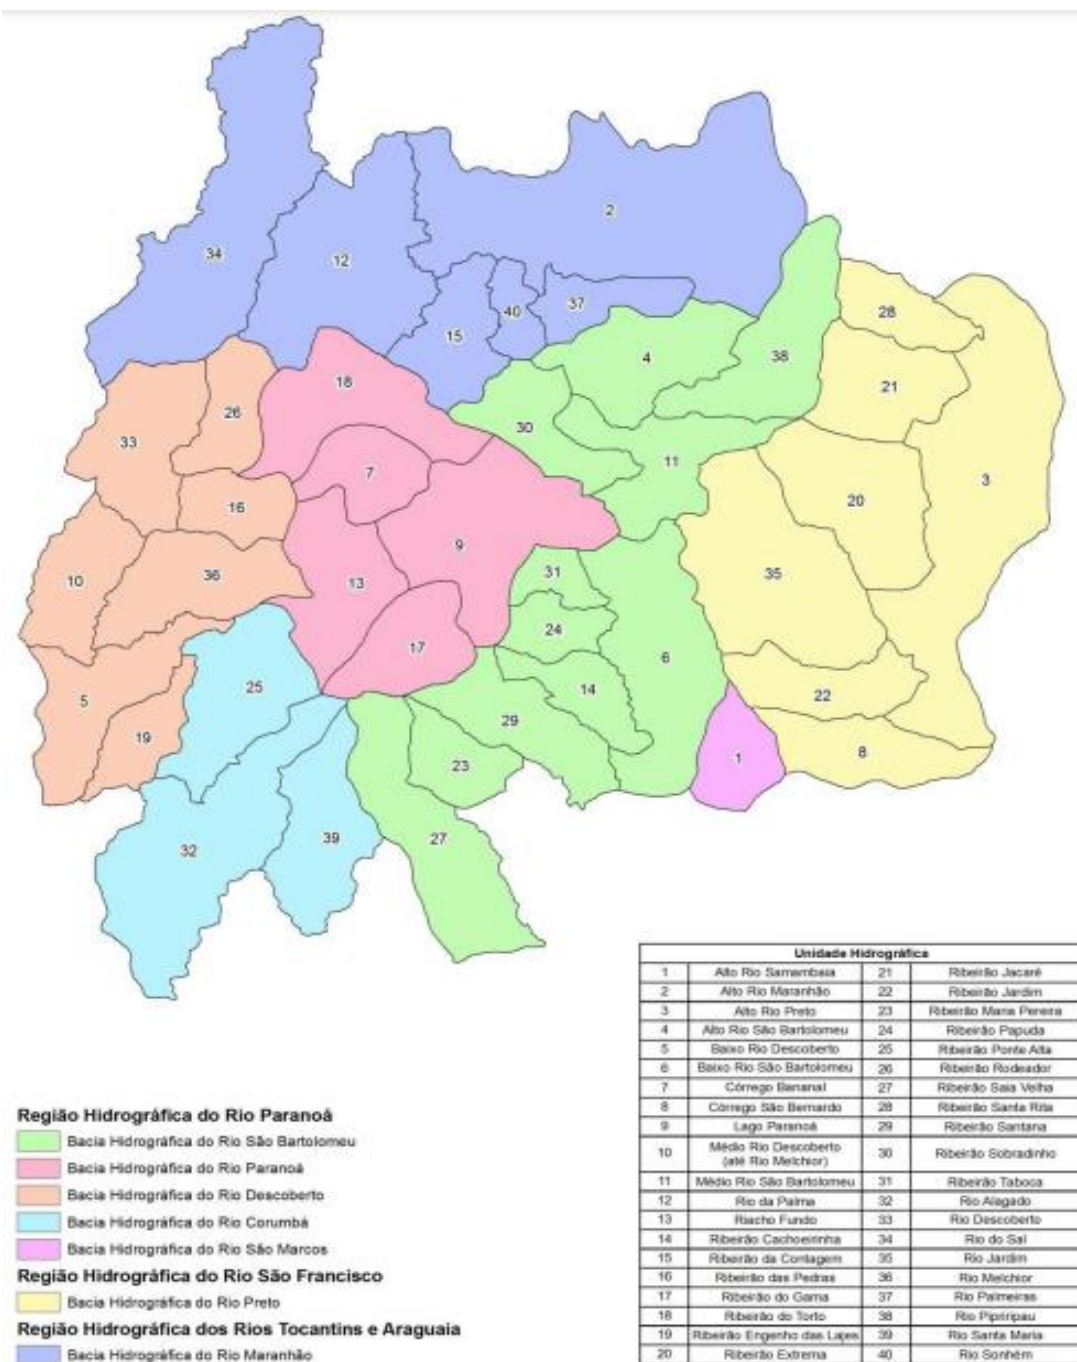 34
12
2
15
40
37
4
38
28
21
3
18
26
33
30
11
7
16
20
9
10
36
13
31
35
24
17
6
25
14
5
29
22
19
23
1
8
32
39
27
Unidade Hidrográfica
1 Alto Rio Samambaia 21 Ribeirão Jacaré
2 Alto Rio Maranhão 22 Ribeirão Jardim
3 Alto Rio Preto 23 Ribeirão Maria Pereira
4 Alto Rio São Bartolomeu 24 Ribeirão Papuda
5 Baixo Rio Descoberto 25 Ribeirão Ponte Alta
6 Baixo Rio São Bartolomeu 26 Ribeirão Rodeador
7 Córrego Bananal 27 Ribeirão Saia Velha
8 Córrego São Bernardo 28 Ribeirão Santa Rita
9 Lago Paranoá 29 Ribeirão Santana
10 Médio Rio Descoberto (até Rio Melchior) 30 Ribeirão Sobradinho
11 Médio Rio São Bartolomeu 31 Ribeirão Taboca
12 Rio da Palma 32 Rio Alagado
13 Riacho Fundo 33 Rio Descoberto
14 Ribeirão Cachoeirinha 34 Rio do Sal
15 Ribeirão da Contagem 35 Rio Jardim
16 Ribeirão das Pedras 36 Rio Melchior
17 Ribeirão do Gama 37 Rio Palmeiras
18 Ribeirão do Torto 38 Rio Pipiripau
19 Ribeirão Engenho das Lajes 39 Rio Santa Maria
20 Ribeirão Extrema 40 Rio Sonhém
Região Hidrográfica do Rio Paranoá
Bacia Hidrográfica do Rio São Bartolomeu
Bacia Hidrográfica do Rio Paranoá
Bacia Hidrográfica do Rio Descoberto
Bacia Hidrográfica do Rio Corumbá
Bacia Hidrográfica do Rio São Marcos
Região Hidrográfica do Rio São Francisco
Bacia Hidrográfica do Rio Preto
Região Hidrográfica dos Rios Tocantins e Araguaia
Bacia Hidrográfica do Rio Maranhão